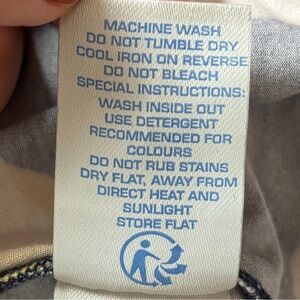 MACHINE WASH
DO NOT TUMBLE DRY
COOL IRON ON REVERSE
DO NOT BLEACH
SPECIAL INSTRUCTIONS:
WASH INSIDE OUT
USE DETERGENT
RECOMMENDED FOR
COLOURS
DO NOT RUB STAINS
DRY FLAT, AWAY FROM
DIRECT HEAT AND
SUNLIGHT
STORE FLAT